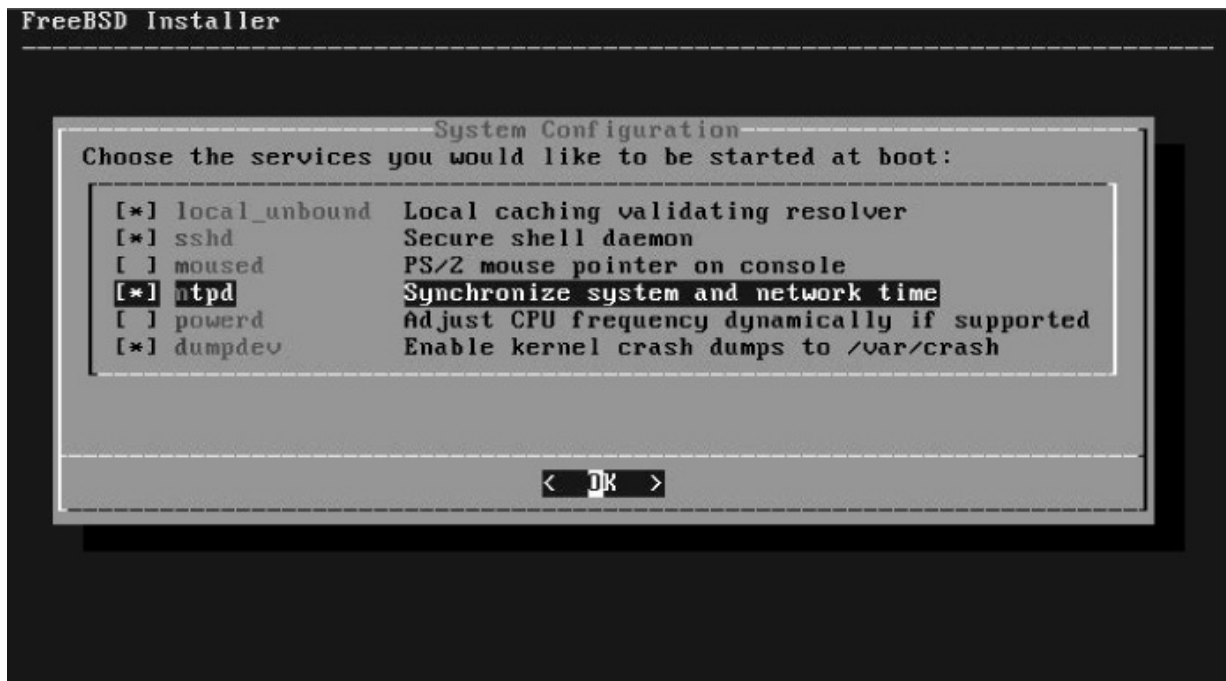 FreeBSD Installer
System Configuration
Choose the services you would like to be started at boot:
[*] local_unbound Local caching validating resolver
[*] sshd Secure shell daemon
[ ] moused PS/2 mouse pointer on console
[*] ntpd Synchronize system and network time
[ ] powerd Adjust CPU frequency dynamically if supported
[*] dumpdev Enable kernel crash dumps to /var/crash
< OK >